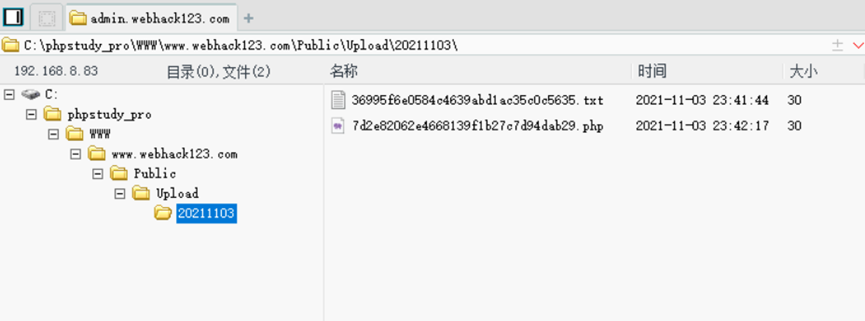 admin.webhack123.com
C:\phpstudy_pro\WWW\www.webhack123.com\Public\Upload\20211103\
192.168.8.83 目录(0),文件(2) 名称 时间 大小
C:
36995f6e0584c4639abd1ac35c0c5635.txt 2021-11-03 23:41:44 30
phpstudy_pro
7d2e82062e4668139f1b27c7d94dab29.php 2021-11-03 23:42:17 30
WWW
www.webhack123.com
Public
Upload
20211103